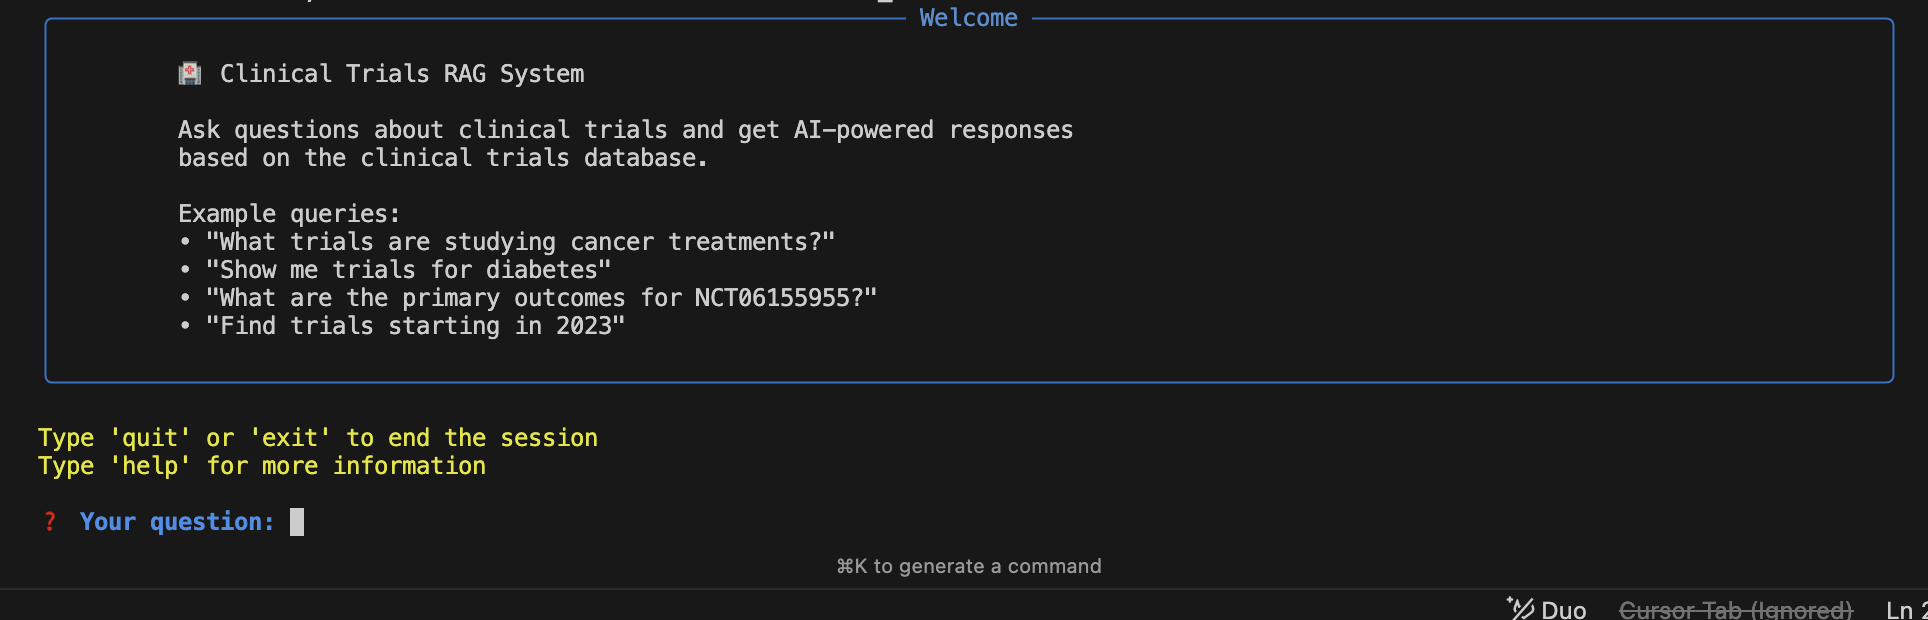 Welcome
🏥 Clinical Trials RAG System
Ask questions about clinical trials and get AI-powered responses
based on the clinical trials database.
Example queries:
• "What trials are studying cancer treatments?"
• "Show me trials for diabetes"
• "What are the primary outcomes for NCT06155955?"
• "Find trials starting in 2023"
Type 'quit' or 'exit' to end the session
Type 'help' for more information
? Your question:
⌘K to generate a command
Duo Cursor Tab (Ignored) Ln